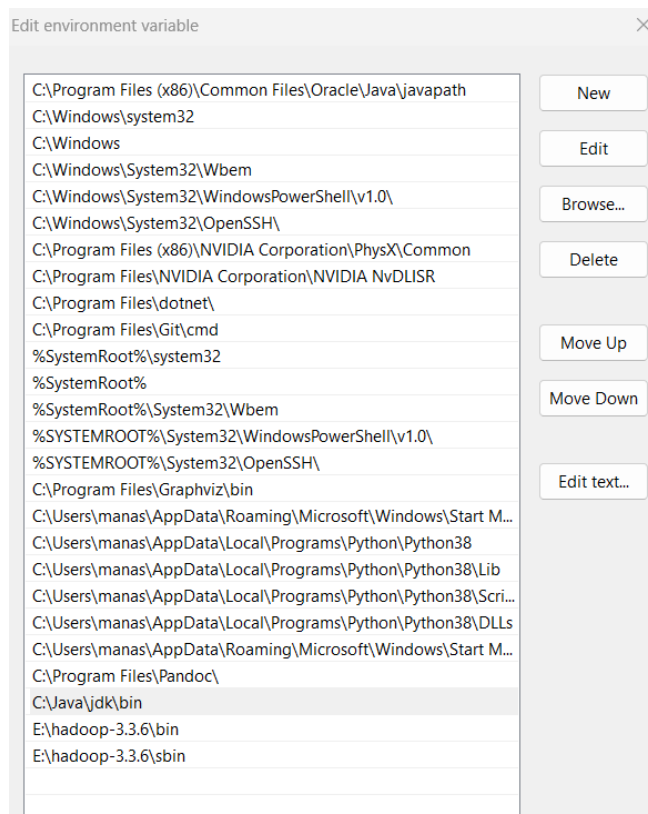 Edit environment variable
C:\Program Files (x86)\Common Files\Oracle\Java\javapath
C:\Windows\system32
C:\Windows
C:\Windows\System32\Wbem
C:\Windows\System32\WindowsPowerShell\v1.0\
C:\Windows\System32\OpenSSH\
C:\Program Files (x86)\NVIDIA Corporation\PhysX\Common
C:\Program Files\NVIDIA Corporation\NVIDIA NvDLISR
C:\Program Files\dotnet\
C:\Program Files\Git\cmd
%SystemRoot%\system32
%SystemRoot%
%SystemRoot%\System32\Wbem
%SYSTEMROOT%\System32\WindowsPowerShell\v1.0\
%SYSTEMROOT%\System32\OpenSSH\
C:\Program Files\Graphviz\bin
C:\Users\manas\AppData\Roaming\Microsoft\Windows\Start M...
C:\Users\manas\AppData\Local\Programs\Python\Python38
C:\Users\manas\AppData\Local\Programs\Python\Python38\Lib
C:\Users\manas\AppData\Local\Programs\Python\Python38\Scri...
C:\Users\manas\AppData\Local\Programs\Python\Python38\DLLs
C:\Users\manas\AppData\Roaming\Microsoft\Windows\Start M...
C:\Program Files\Pandoc\
C:\Java\jdk\bin
E:\hadoop-3.3.6\bin
E:\hadoop-3.3.6\sbin
New
Edit
Browse...
Delete
Move Up
Move Down
Edit text...